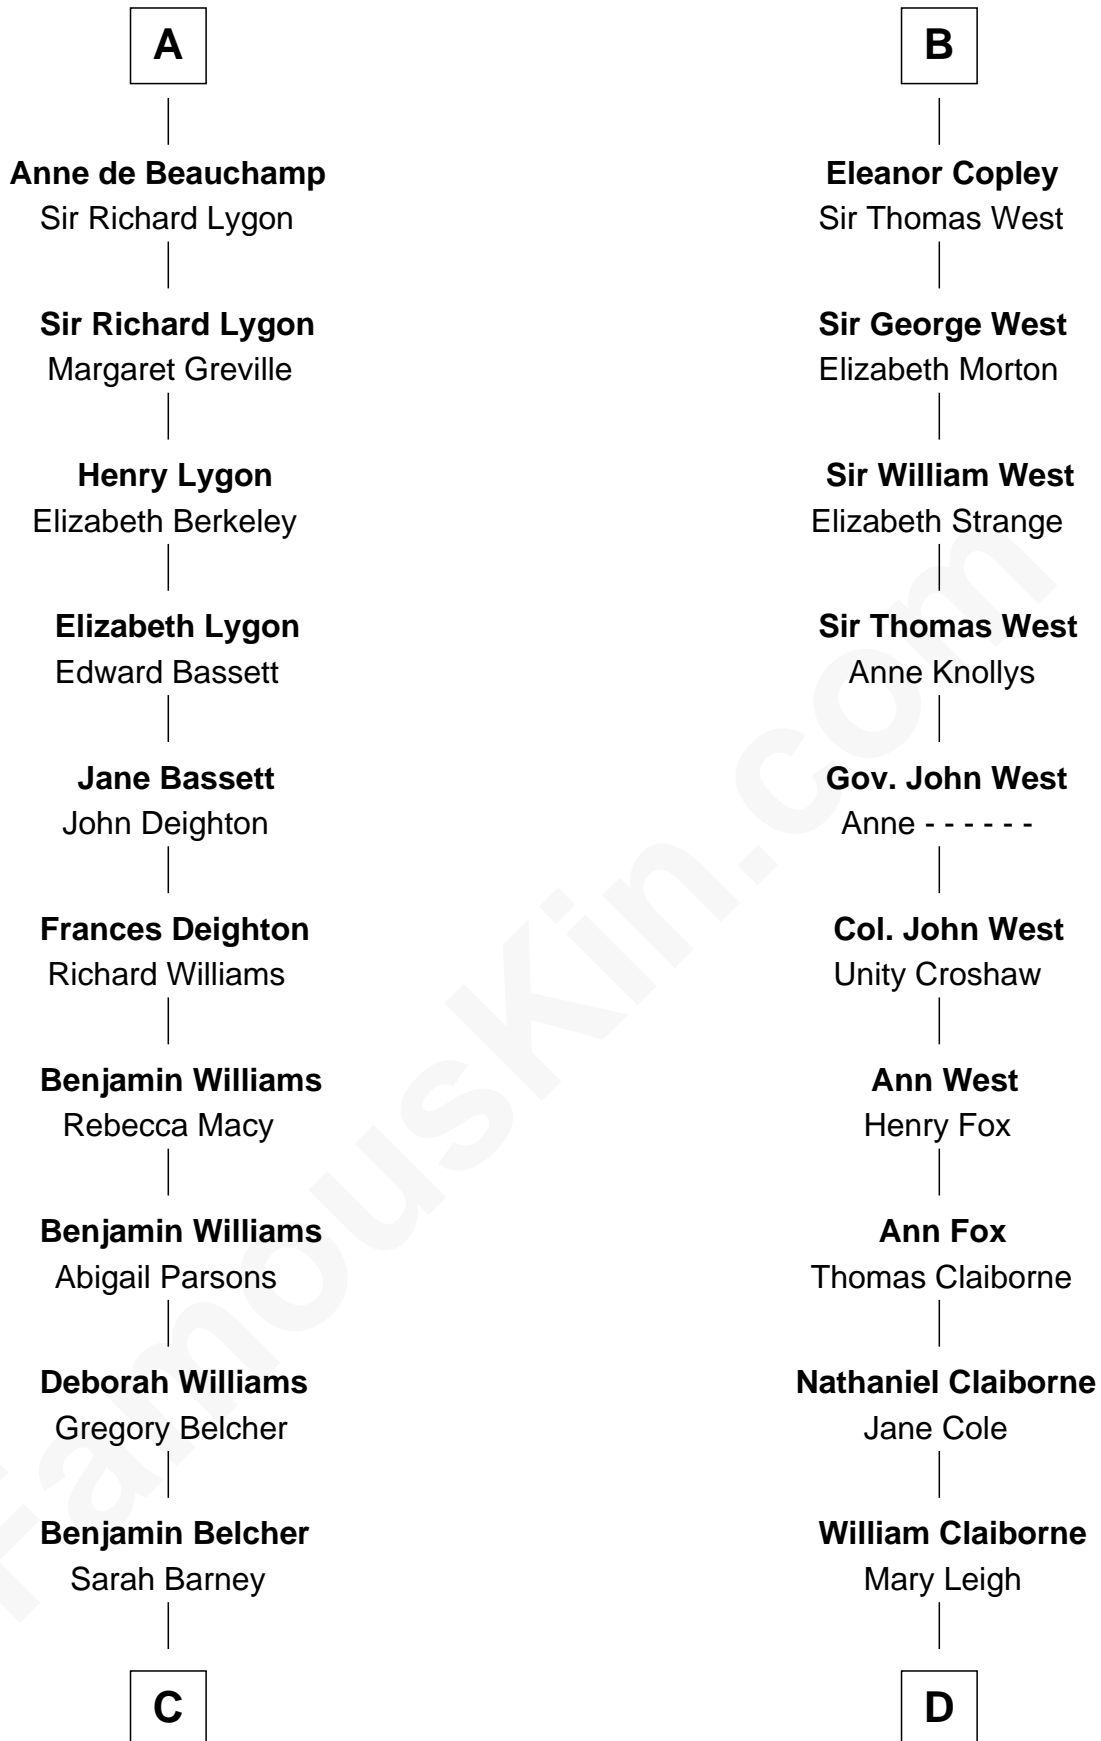 A
Anne de Beauchamp
Sir Richard Lygon
Sir Richard Lygon
Margaret Greville
Henry Lygon
Elizabeth Berkeley
Elizabeth Lygon
Edward Bassett
Jane Bassett
John Deighton
Frances Deighton
Richard Williams
Benjamin Williams
Rebecca Macy
Benjamin Williams
Abigail Parsons
Deborah Williams
Gregory Belcher
Benjamin Belcher
Sarah Barney
C
B
Eleanor Copley
Sir Thomas West
Sir George West
Elizabeth Morton
Sir William West
Elizabeth Strange
Sir Thomas West
Anne Knollys
Gov. John West
Anne - - - - - -
Col. John West
Unity Croshaw
Ann West
Henry Fox
Ann Fox
Thomas Claiborne
Nathaniel Claiborne
Jane Cole
William Claiborne
Mary Leigh
D
FamousKin.com